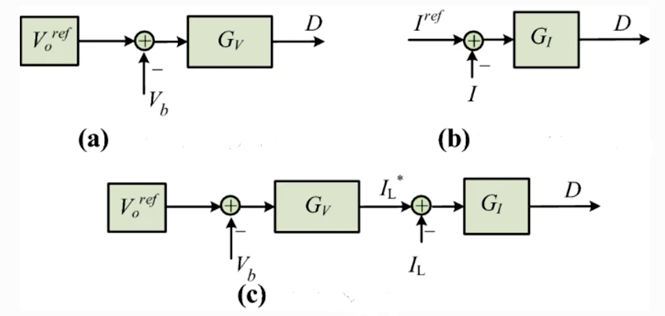 V_o^ref + − V_b G_V D
(a)
I^ref + − I G_I D
(b)
V_o^ref + − V_b G_V I_L^* + − I_L G_I D
(c)